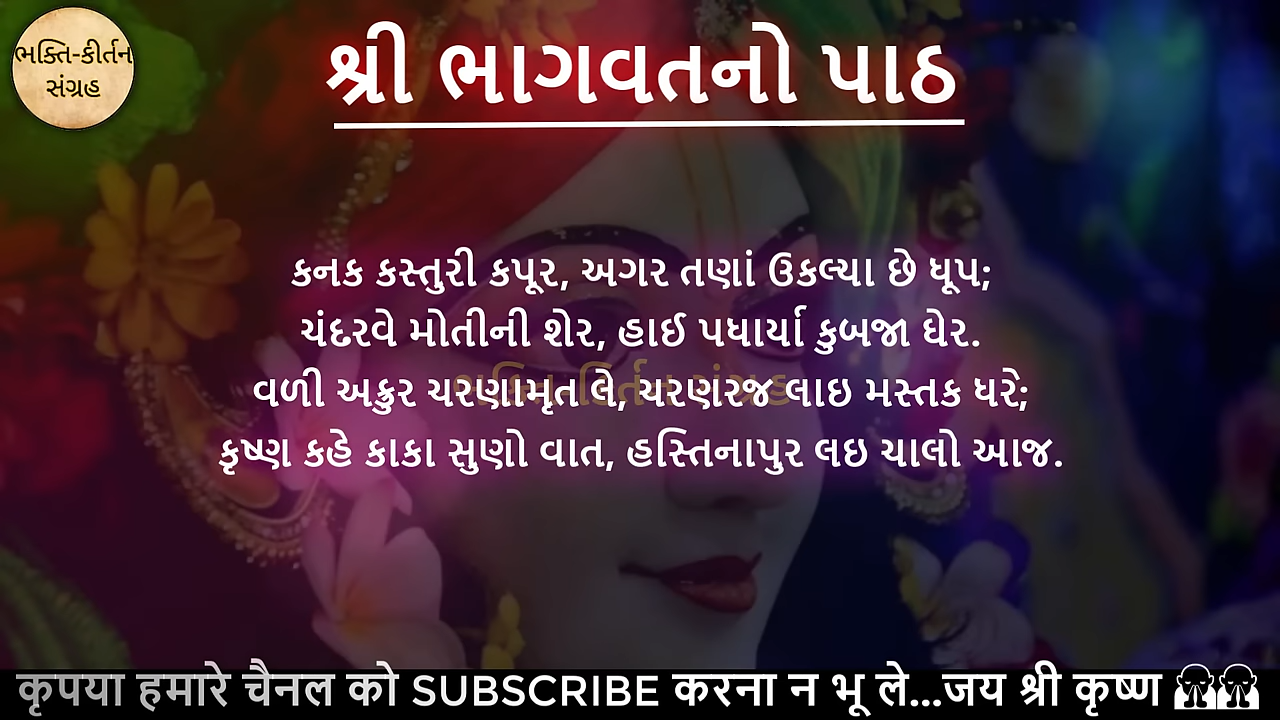 ભક્તિ-કીર્તન
સંગ્રહ
શ્રી ભાગવતનો પાઠ
કનક કસ્તુરી કપૂર, અગર તણાં ઉકલ્યા છે ધૂપ;
ચંદરવે મોતીની શેર, હાઈ પધાર્યા કુબજા ઘેર.
વળી અક્રુર ચરણામૃત લે, ચરણરજ લાઇ મસ્તક ધરે;
કૃષ્ણ કહે કાકા સુણો વાત, હસ્તિનાપુર લઇ ચાલો આજ.
कृपया हमारे चैनल को SUBSCRIBE करना न भू ले...जय श्री कृष्ण